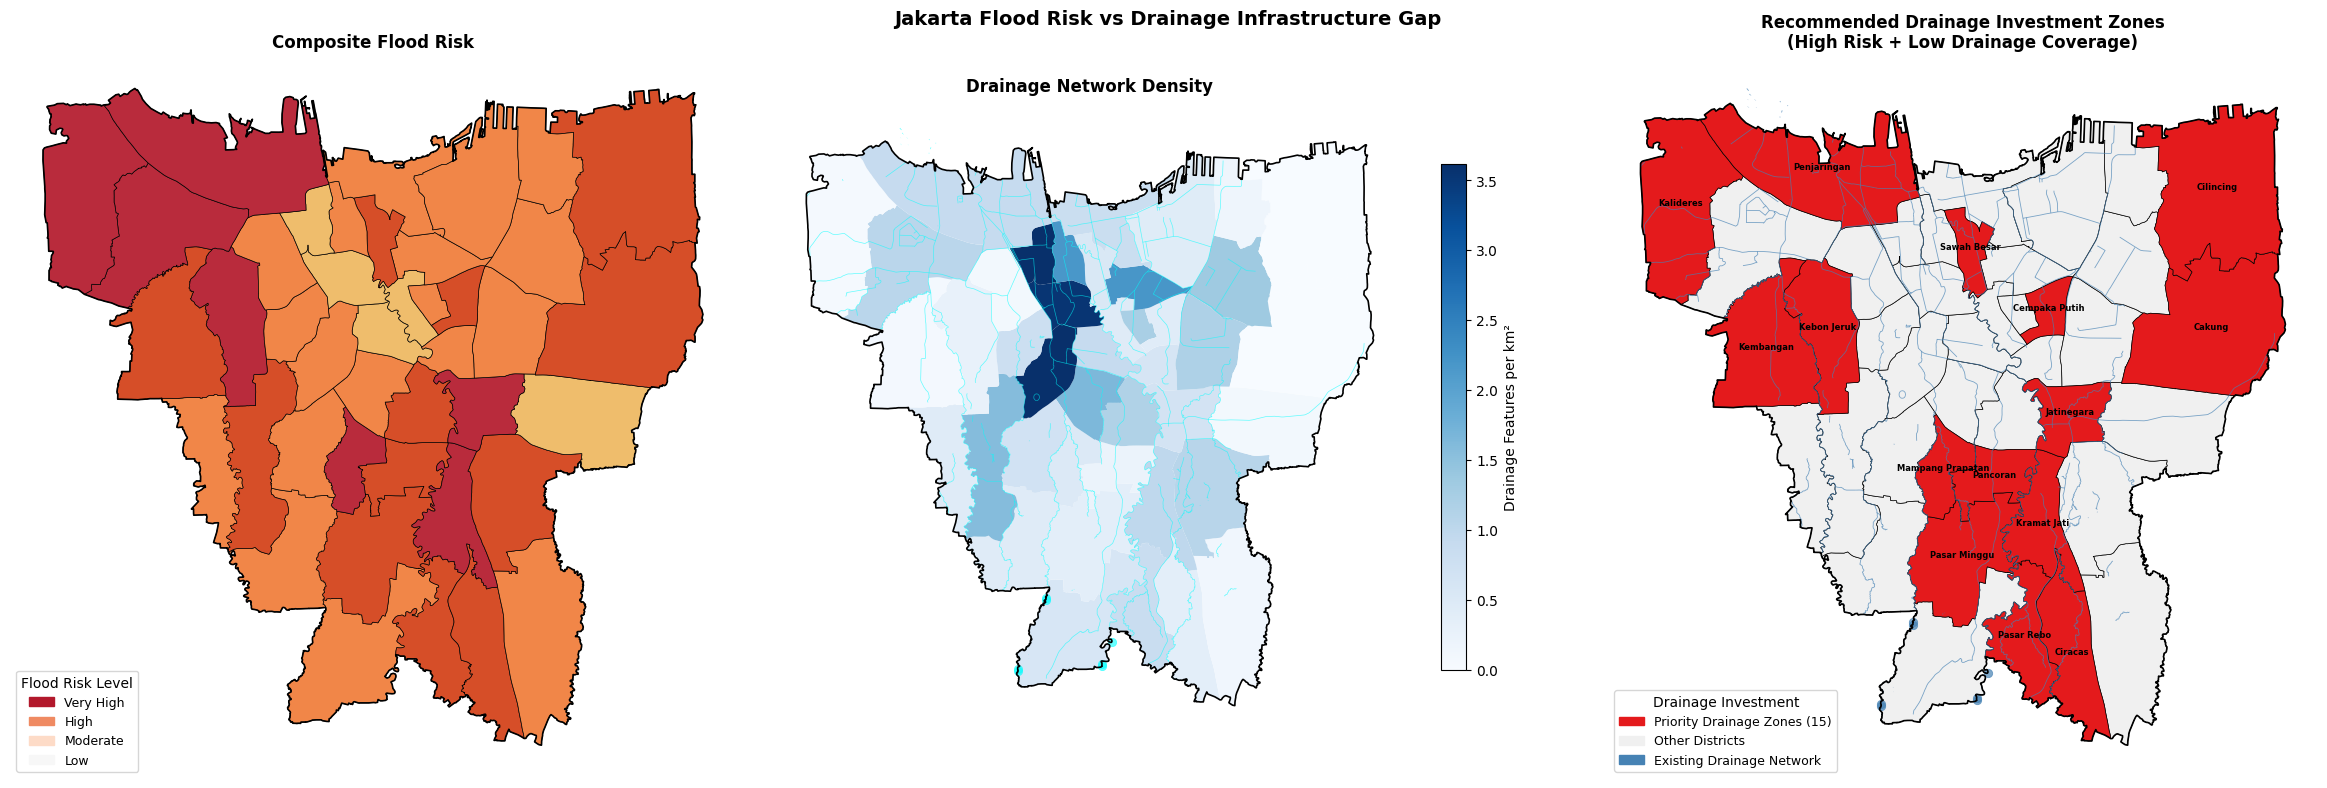 Jakarta Flood Risk vs Drainage Infrastructure Gap
Composite Flood Risk
Flood Risk Level
Very High
High
Moderate
Low
Drainage Network Density
3.5
3.0
2.5
2.0
1.5
1.0
0.5
0.0
Drainage Features per km²
Recommended Drainage Investment Zones
(High Risk + Low Drainage Coverage)
Penjaringan
Cilincing
Kalideres
Sawah Besar
Cempaka Putih
Kebon Jeruk
Cakung
Kembangan
Jatinegara
Mampang Prapatan
Pancoran
Kramat Jati
Pasar Minggu
Pasar Rebo
Ciracas
Drainage Investment
Priority Drainage Zones (15)
Other Districts
Existing Drainage Network